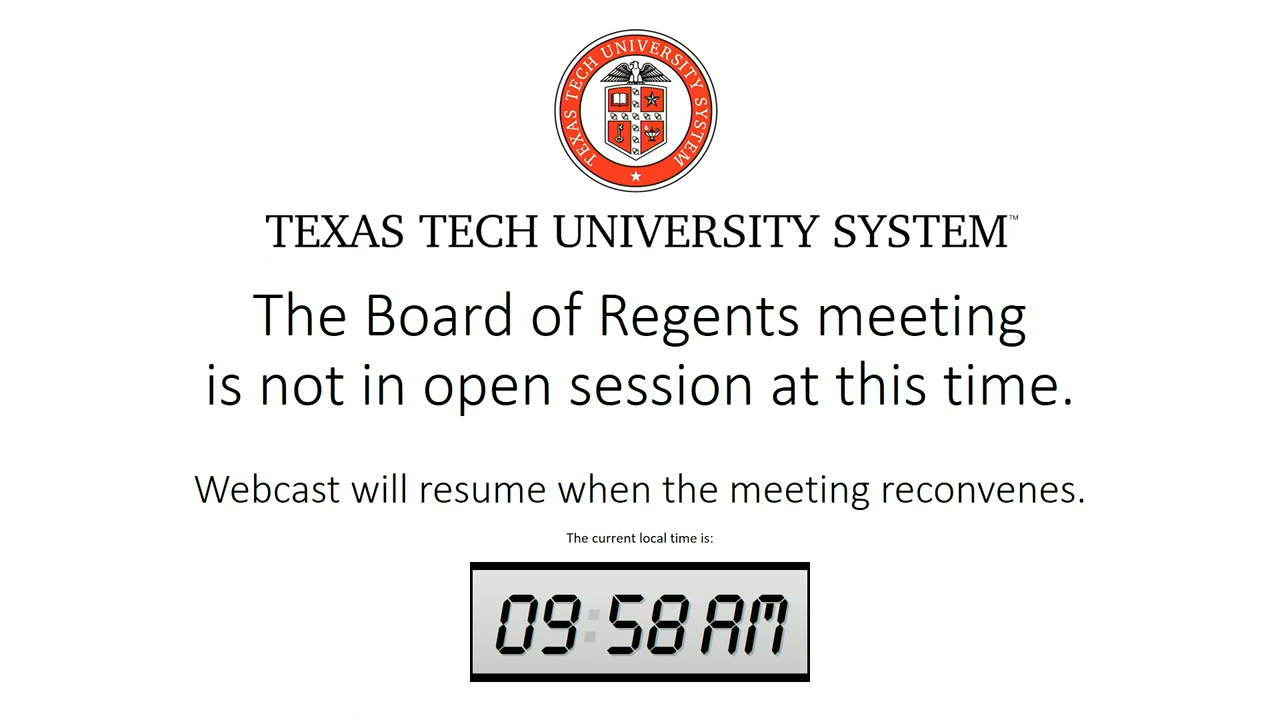 TEXAS TECH UNIVERSITY SYSTEM
TEXAS TECH UNIVERSITY SYSTEM™
The Board of Regents meeting
is not in open session at this time.
Webcast will resume when the meeting reconvenes.
The current local time is:
09:58 AM